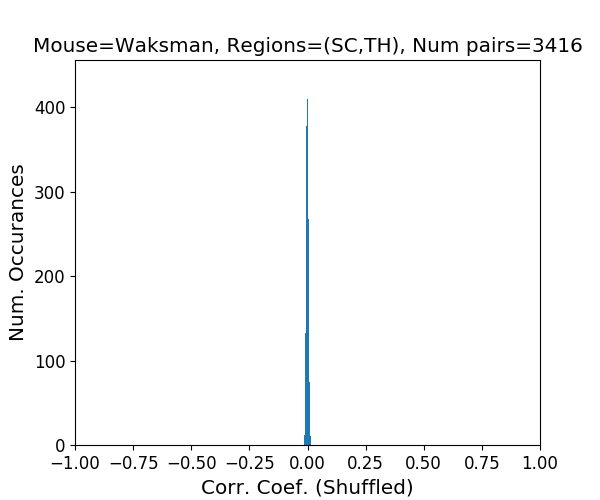 Mouse=Waksman, Regions=(SC,TH), Num pairs=3416
Num. Occurances
400
300
200
100
0
−1.00 −0.75 −0.50 −0.25 0.00 0.25 0.50 0.75 1.00
Corr. Coef. (Shuffled)